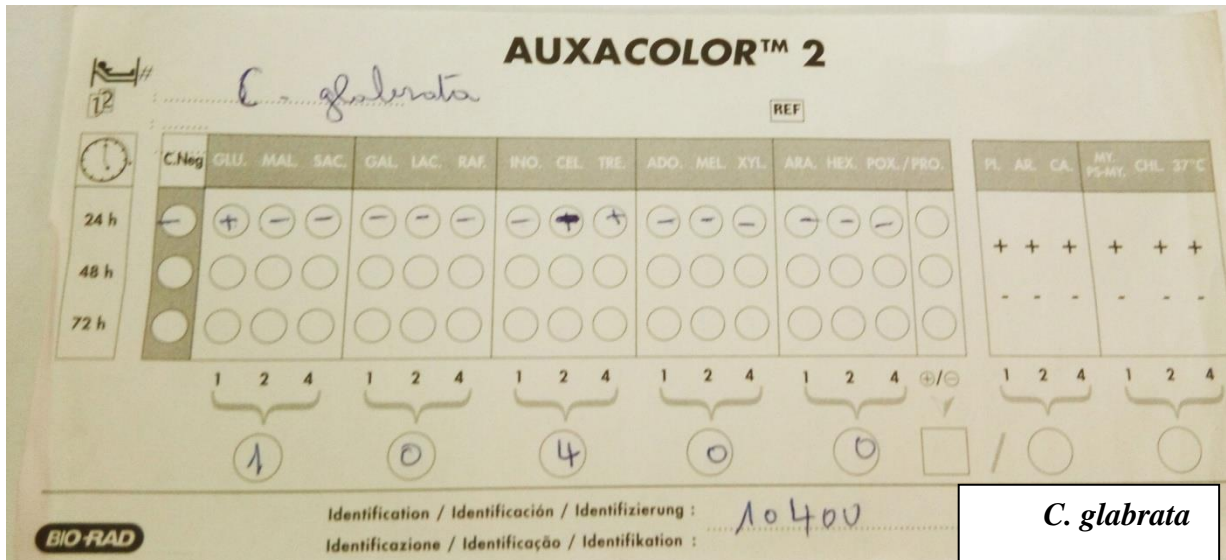 AUXACOLOR™ 2
#
12 : C - glabrata
REF
C.Neg GLU. MAL. SAC. GAL. LAC. RAF. INO. CEL. TRE. ADO. MEL. XYL. ARA. HEX. POX./PRO. PI. AR. CA. MY. PS-MY. CHL. 37°C
24 h - + - - - - - - + + - - - - - -
+ + + + + +
48 h
- - - - - -
72 h
1 2 4 1 2 4 1 2 4 1 2 4 1 2 4 ⊕/⊖ 1 2 4 1 2 4
1 0 4 0 0 /
Identification / Identificación / Identifizierung : 10400
Identificazione / Identificação / Identifikation :
BIO-RAD
C. glabrata